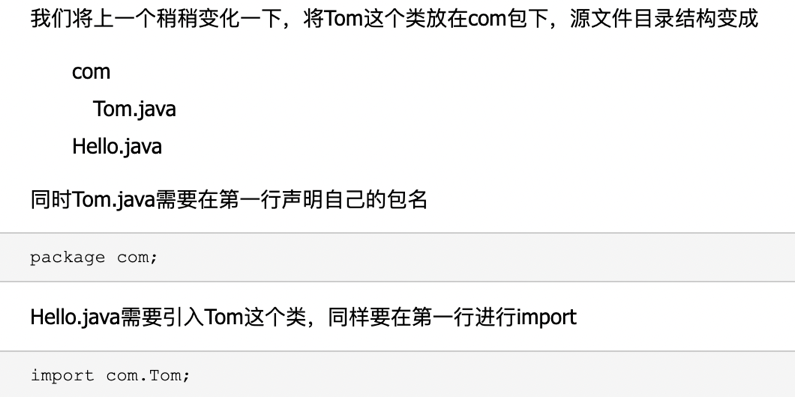 我们将上一个稍稍变化一下，将Tom这个类放在com包下，源文件目录结构变成
com
Tom.java
Hello.java
同时Tom.java需要在第一行声明自己的包名
package com;
Hello.java需要引入Tom这个类，同样要在第一行进行import
import com.Tom;